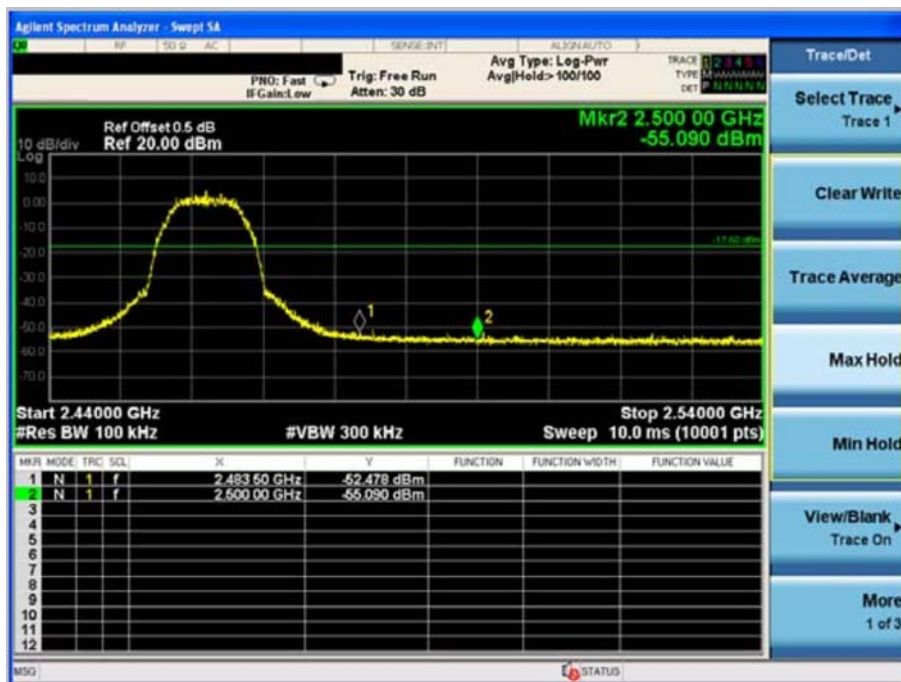 Agilent Spectrum Analyzer - Swept SA
RF 50 Ω AC SENSE:INT ALIGN AUTO
PNO: Fast
IFGain:Low
Trig: Free Run
Atten: 30 dB
Avg Type: Log-Pwr
Avg|Hold:> 100/100
TRACE 1 2 3 4 5 6
TYPE
DET P N N N N N
Mkr2 2.500 00 GHz
-55.090 dBm
Ref Offset 0.5 dB
10 dB/div Ref 20.00 dBm
Log
10.0
0.00
-10.0
-17.60 dBm
-20.0
-30.0
-40.0
1
2
-50.0
-60.0
-70.0
Start 2.44000 GHz Stop 2.54000 GHz
#Res BW 100 kHz #VBW 300 kHz Sweep 10.0 ms (10001 pts)
MKR MODE TRC SCL X Y FUNCTION FUNCTION WIDTH FUNCTION VALUE
1 N 1 f 2.483 50 GHz -52.478 dBm
2 N 1 f 2.500 00 GHz -55.090 dBm
3
4
5
6
7
8
9
10
11
12
MSG STATUS
Trace/Det
Select Trace
Trace 1
Clear Write
Trace Average
Max Hold
Min Hold
View/Blank
Trace On
More
1 of 3